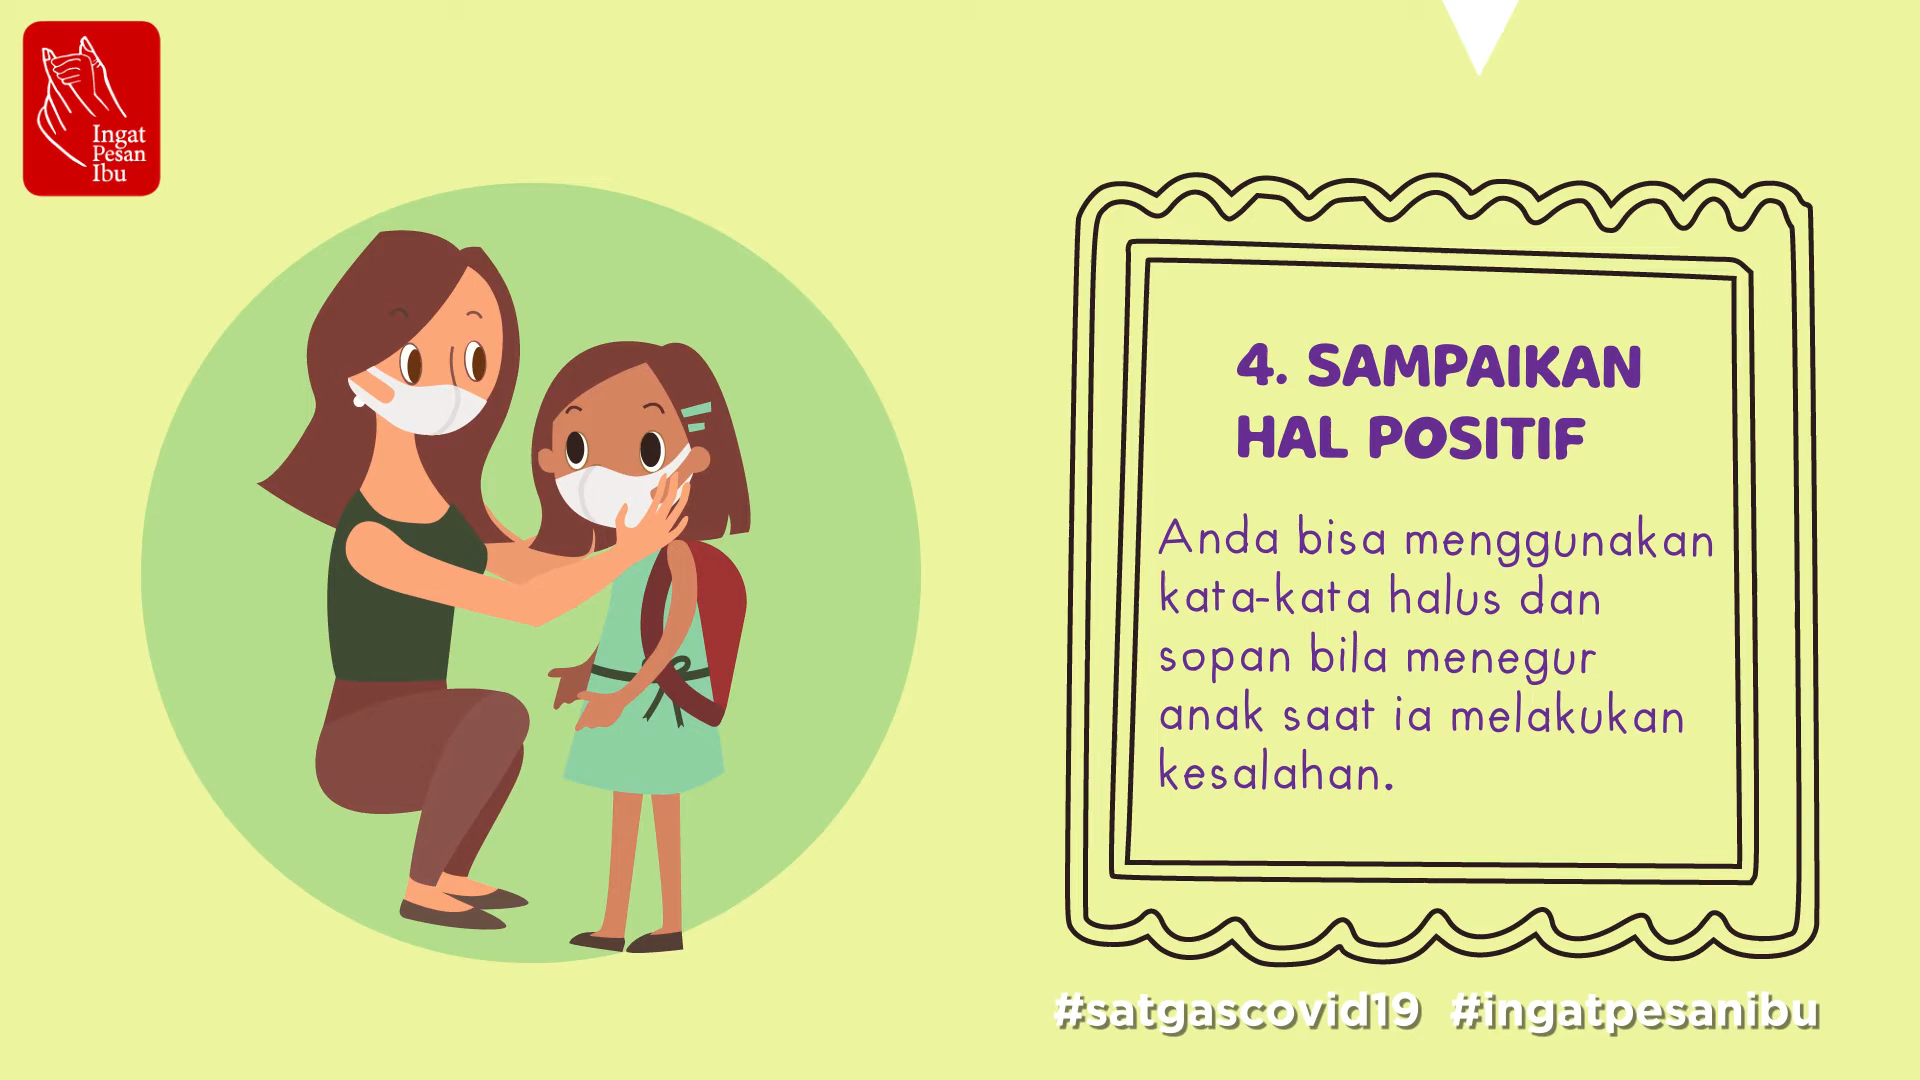 Ingat
Pesan
Ibu
4. SAMPAIKAN
HAL POSITIF
Anda bisa menggunakan
kata-kata halus dan
sopan bila menegur
anak saat ia melakukan
kesalahan.
#satgascovid19 #ingatpesanibu